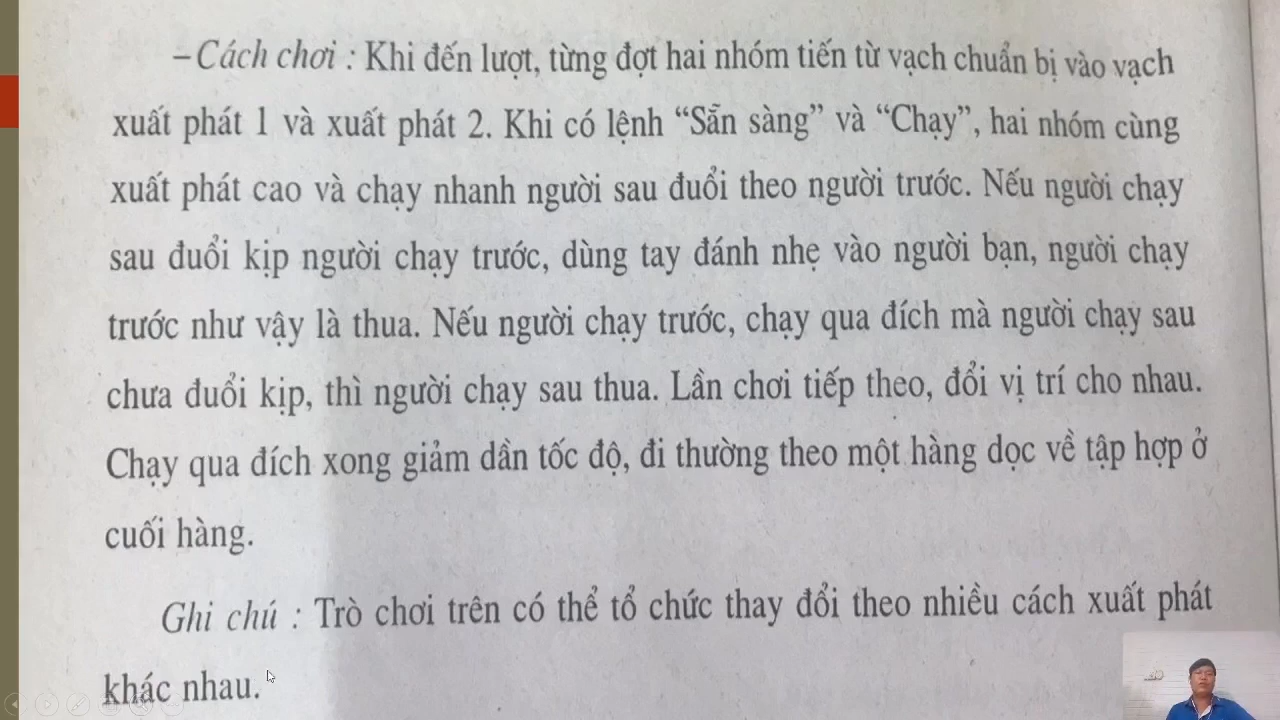 –Cách chơi : Khi đến lượt, từng đợt hai nhóm tiến từ vạch chuẩn bị vào vạch
xuất phát 1 và xuất phát 2. Khi có lệnh “Sẵn sàng” và “Chạy”, hai nhóm cùng
xuất phát cao và chạy nhanh người sau đuổi theo người trước. Nếu người chạy
sau đuổi kịp người chạy trước, dùng tay đánh nhẹ vào người bạn, người chạy
trước như vậy là thua. Nếu người chạy trước, chạy qua đích mà người chạy sau
chưa đuổi kịp, thì người chạy sau thua. Lần chơi tiếp theo, đổi vị trí cho nhau.
Chạy qua đích xong giảm dần tốc độ, đi thường theo một hàng dọc về tập hợp ở
cuối hàng.
Ghi chú : Trò chơi trên có thể tổ chức thay đổi theo nhiều cách xuất phát
khác nhau.